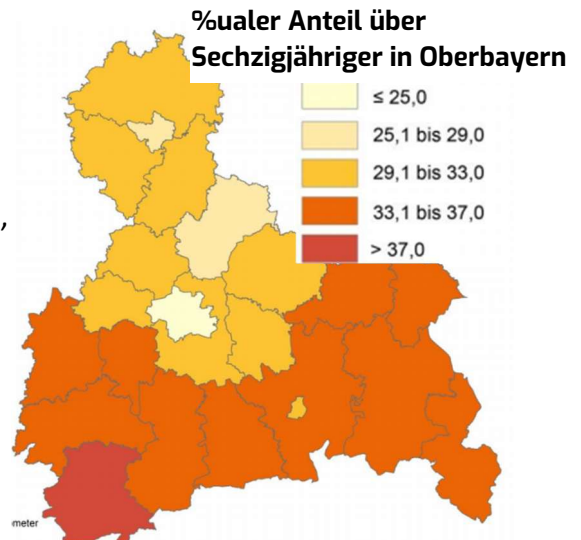 %ualer Anteil über
Sechzigjähriger in Oberbayern
≤ 25,0
25,1 bis 29,0
29,1 bis 33,0
33,1 bis 37,0
> 37,0
,
meter